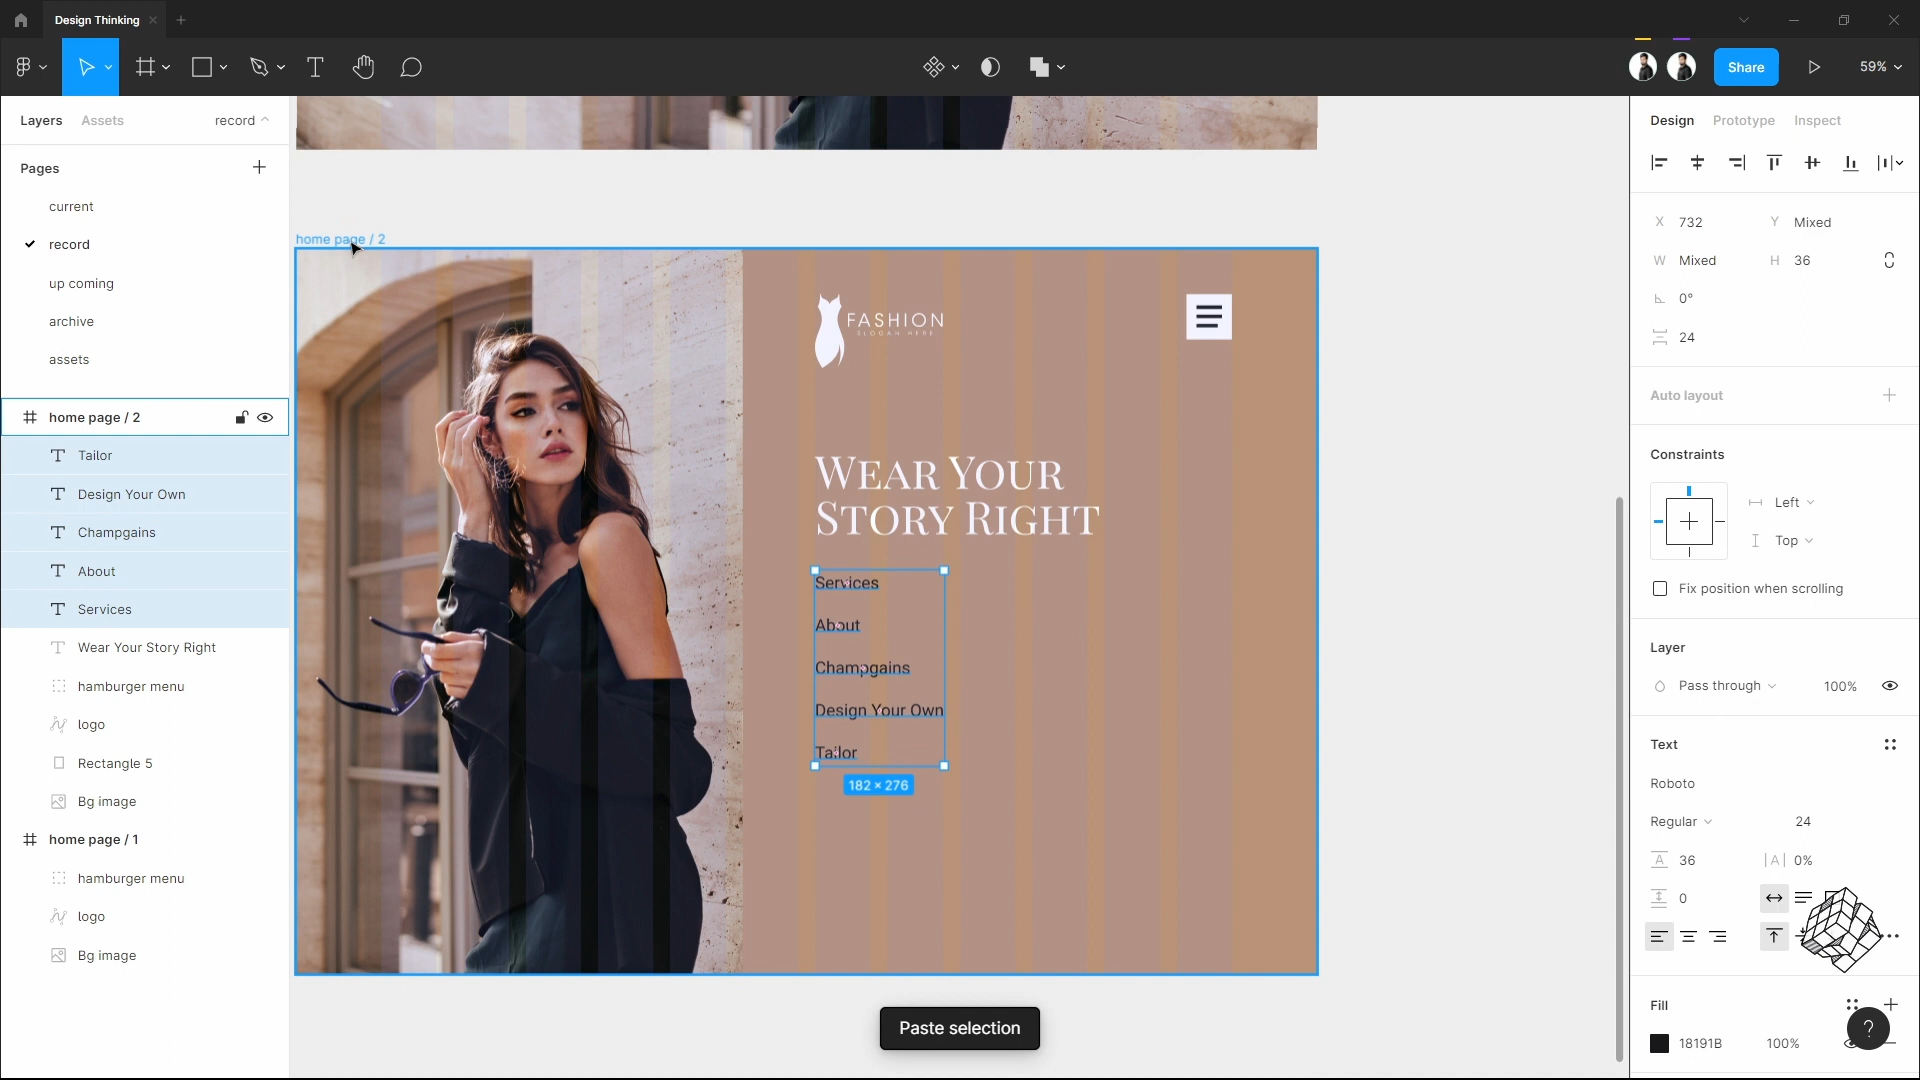 Design Thinking
Share
59%
Layers
Assets
record
Pages
current
record
up coming
archive
assets
home page / 2
Tailor
Design Your Own
Champgains
About
Services
Wear Your Story Right
hamburger menu
logo
Rectangle 5
Bg image
home page / 1
hamburger menu
logo
Bg image
home page / 2
FASHION
SLOGAN HERE
WEAR YOUR
STORY RIGHT
Services
About
Champgains
Design Your Own
Tailor
182 × 276
Paste selection
Design
Prototype
Inspect
X 732
Y Mixed
W Mixed
H 36
0°
24
Auto layout
Constraints
Left
Top
Fix position when scrolling
Layer
Pass through
100%
Text
Roboto
Regular
24
36
|A| 0%
0
Fill
18191B
100%
?